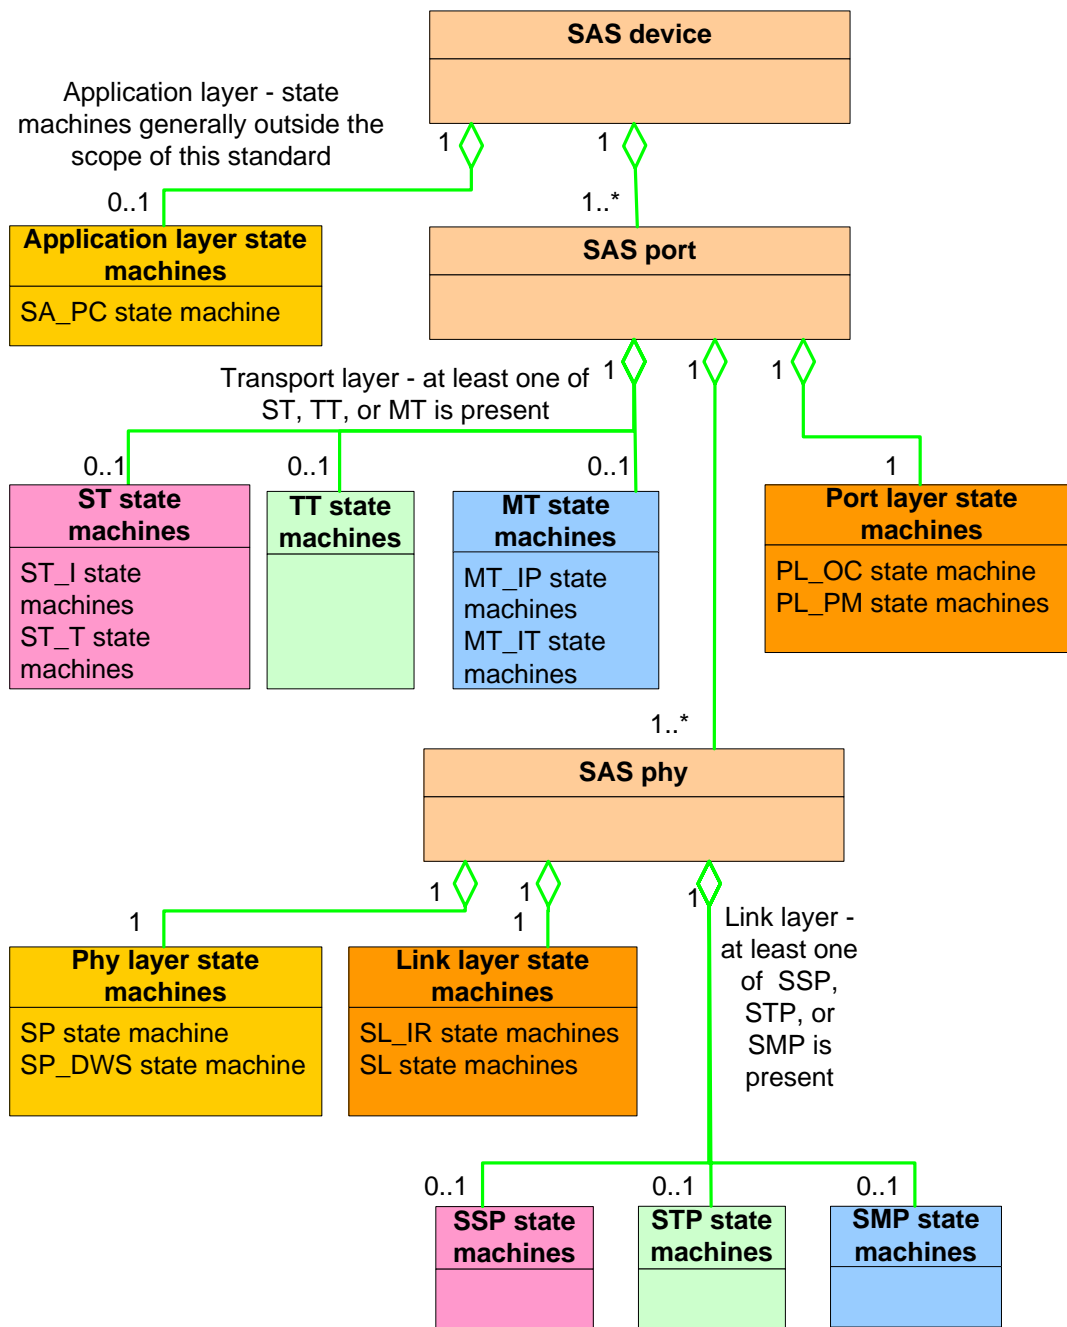 SAS device
Application layer - state
machines generally outside the
scope of this standard
1
1
0..1
1..*
Application layer state
machines
SA_PC state machine
SAS port
1
1
1
Transport layer - at least one of
ST, TT, or MT is present
0..1
0..1
0..1
1
ST state
machines
ST_I state
machines
ST_T state
machines
TT state
machines
MT state
machines
MT_IP state
machines
MT_IT state
machines
Port layer state
machines
PL_OC state machine
PL_PM state machines
1..*
SAS phy
1
1
1
1
1
Link layer -
at least one
of SSP,
STP, or
SMP is
present
Phy layer state
machines
SP state machine
SP_DWS state machine
Link layer state
machines
SL_IR state machines
SL state machines
0..1
0..1
0..1
SSP state
machines
STP state
machines
SMP state
machines